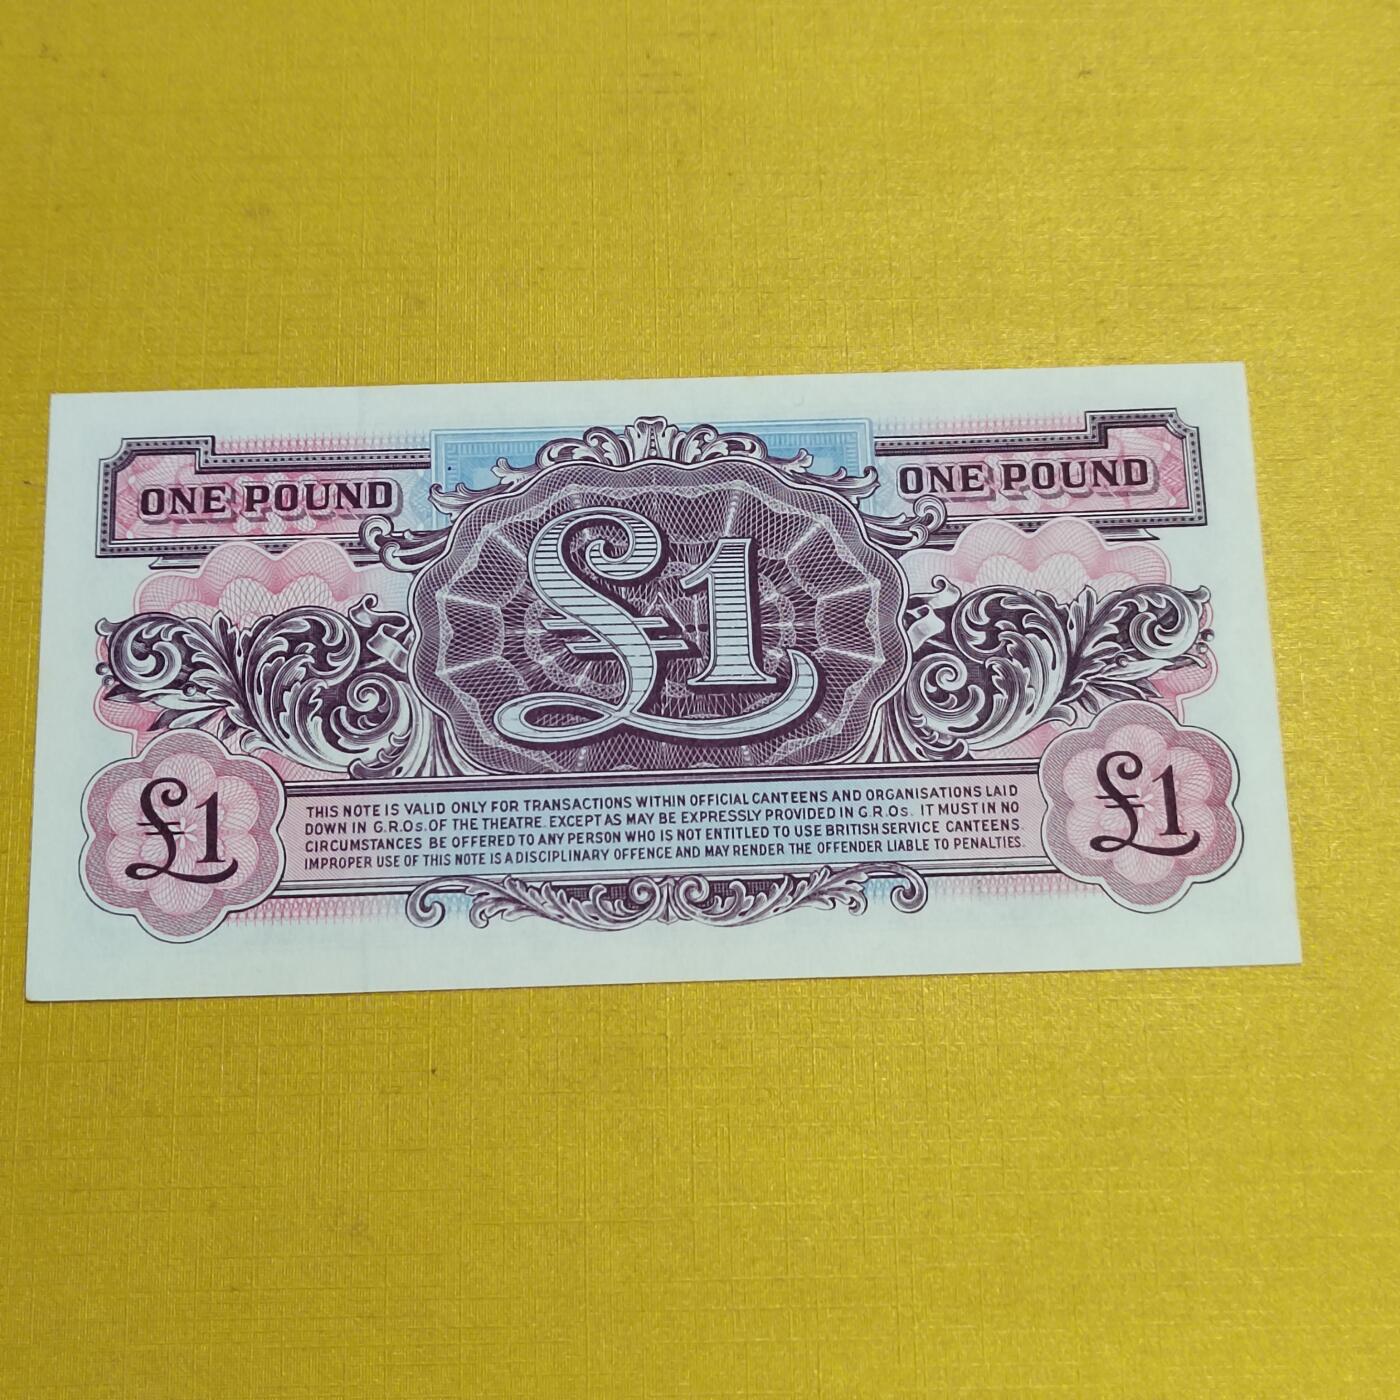 ONE POUND
ONE POUND
£1
THIS NOTE IS VALID ONLY FOR TRANSACTIONS WITHIN OFFICIAL CANTEENS AND ORGANISATIONS LAID
DOWN IN G.R.Os. OF THE THEATRE. EXCEPT AS MAY BE EXPRESSLY PROVIDED IN G.R.Os. IT MUST IN NO
CIRCUMSTANCES BE OFFERED TO ANY PERSON WHO IS NOT ENTITLED TO USE BRITISH SERVICE CANTEENS.
IMPROPER USE OF THIS NOTE IS A DISCIPLINARY OFFENCE AND MAY RENDER THE OFFENDER LIABLE TO PENALTIES.
£1
£1